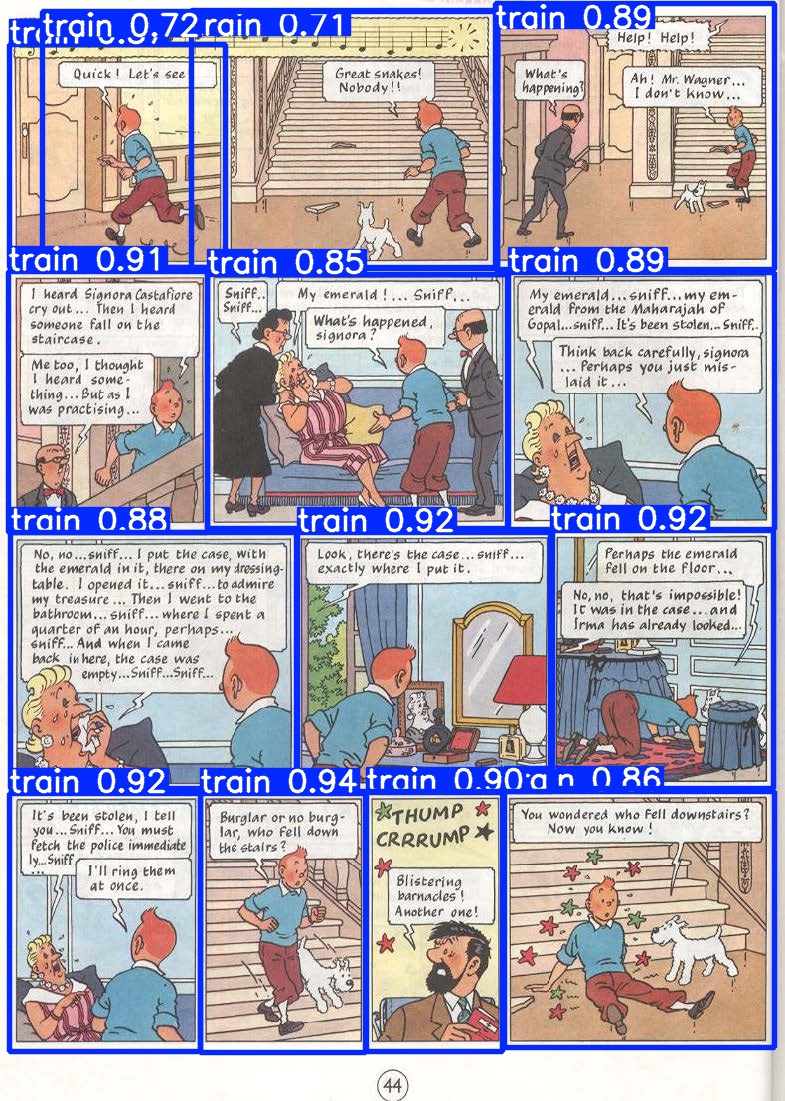 train 0.72
train 0.71
train 0.89
Quick! Let's see
Great snakes!
Nobody!!
Help! Help!
What's
happening?
Ah! Mr. Wagner...
I don't know...
train 0.91
train 0.85
train 0.89
I heard Signora Castafiore
cry out... Then I heard
someone fall on the
staircase.
Me too, I thought
I heard some-
thing... But as I
was practising...
Sniff..
Sniff...
My emerald!... Sniff...
What's happened,
signora?
My emerald...sniff...my em-
erald from the Maharajah of
Gopal...sniff... It's been stolen... Sniff..
Think back carefully, signora
... Perhaps you just mis-
laid it...
train 0.88
train 0.92
train 0.92
No, no...sniff... I put the case, with
the emerald in it, there on my dressing-
table. I opened it...sniff...to admire
my treasure... Then I went to the
bathroom...sniff...where I spent a
quarter of an hour, perhaps...
sniff... And when I came
back in here, the case was
empty...Sniff...Sniff...
Look, there's the case...sniff...
exactly where I put it.
Perhaps the emerald
fell on the floor...
No, no, that's impossible!
It was in the case...and
Irma has already looked...
train 0.92
train 0.94
train 0.90
0.86
It's been stolen, I tell
you...Sniff...You must
fetch the police immediate
ly...Sniff
...
I'll ring them
at once.
Burglar or no burg-
lar, who fell down
the stairs?
THUMP
CRRRUMP
Blistering
barnacles!
Another one!
You wondered who fell downstairs?
Now you know!
44